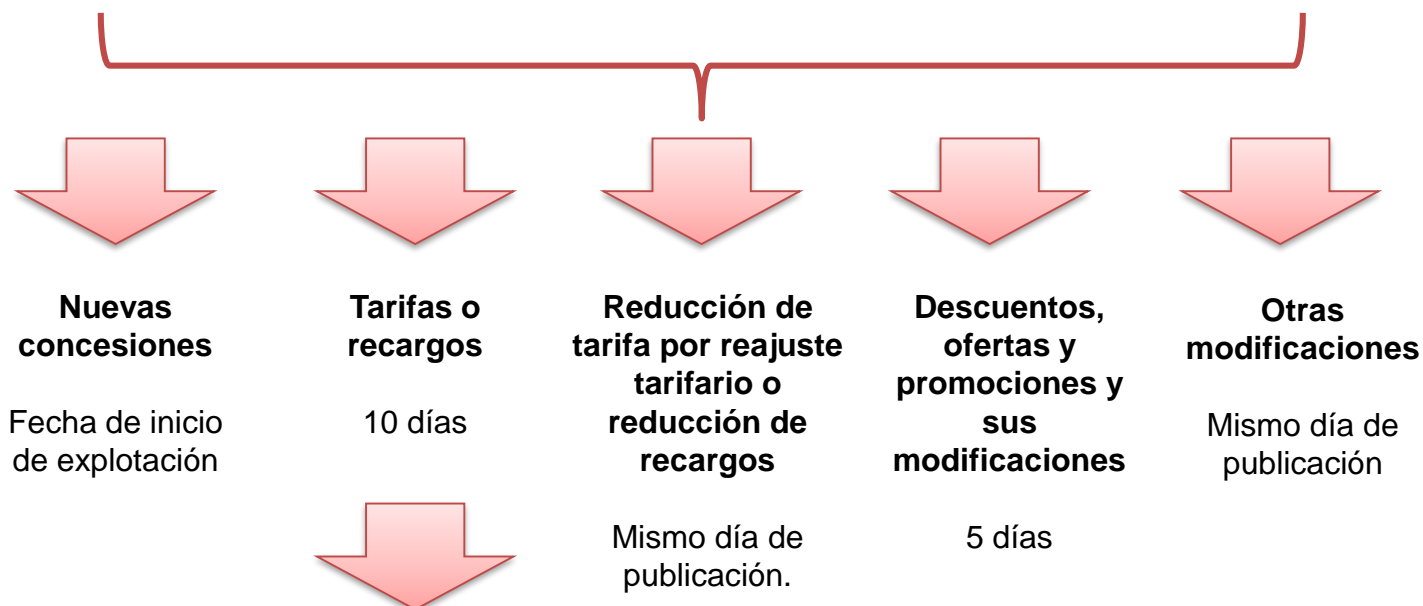 Nuevas
concesiones
Fecha de inicio
de explotación
Tarifas o
recargos
10 días
Reducción de
tarifa por reajuste
tarifario o
reducción de
recargos
Mismo día de
publicación.
Descuentos,
ofertas y
promociones y
sus
modificaciones
5 días
Otras
modificaciones
Mismo día de
publicación